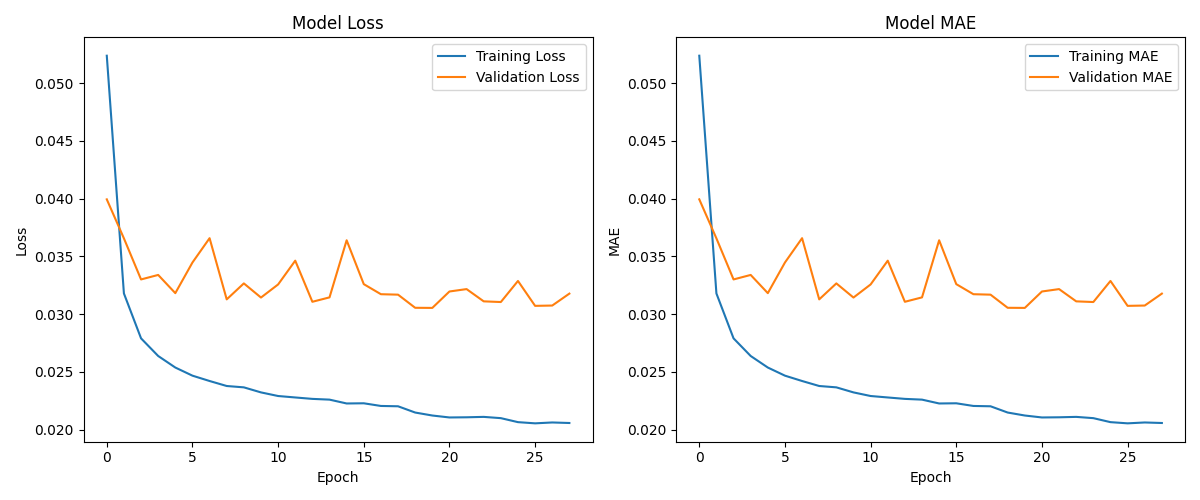 Model Loss
Training Loss
Validation Loss
0.050
0.045
0.040
0.035
0.030
0.025
0.020
Loss
0 5 10 15 20 25
Epoch
Model MAE
Training MAE
Validation MAE
0.050
0.045
0.040
0.035
0.030
0.025
0.020
MAE
0 5 10 15 20 25
Epoch